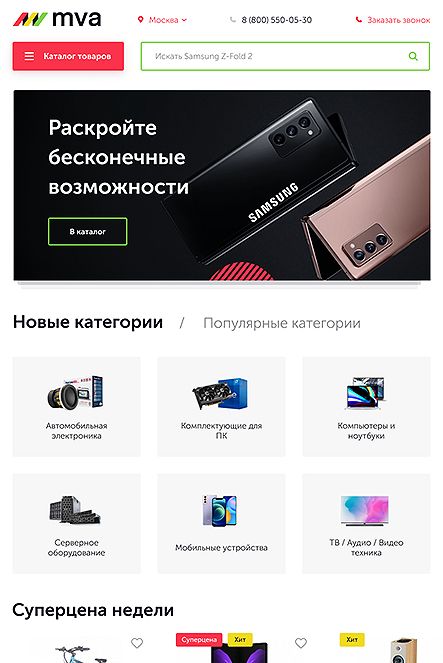 mva
Москва
8 (800) 550-05-30
Заказать звонок
Каталог товаров
Искать Samsung Z-Fold 2
Раскройте
бесконечные
возможности
SAMSUNG
В каталог
Новые категории / Популярные категории
Автомобильная
электроника
Комплектующие для
ПК
Компьютеры и
ноутбуки
Серверное
оборудование
Мобильные устройства
ТВ / Аудио / Видео
техника
Суперцена недели
Суперцена
Хит
Хит